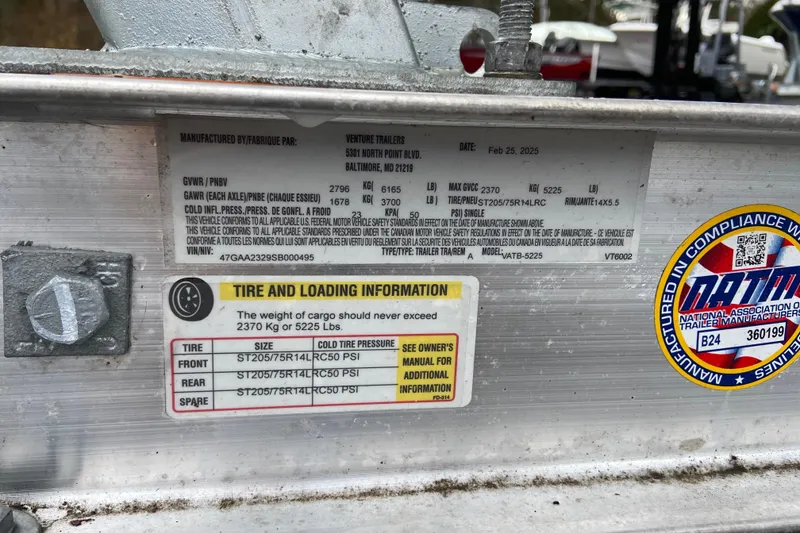 MANUFACTURED BY/FABRIQUE PAR: VENTURE TRAILERS DATE: Feb 25, 2025
5301 NORTH POINT BLVD.
BALTIMORE, MD 21219
GVWR / PNBV 2796 KG( 6165 LB) MAX GVCC 2370 KG( 5225 LB)
GAWR (EACH AXLE)/PNBE (CHAQUE ESSIEU) 1678 KG( 3700 LB) TIRE/PNEU ST205/75R14LRC RIM/JANTE 14X5.5
COLD INFL.PRESS./PRESS. DE GONFL. A FROID 23 KPA( 50 PSI) SINGLE
THIS VEHICLE CONFORMS TO ALL APPLICABLE U.S. FEDERAL MOTOR VEHICLE SAFETY STANDARDS IN EFFECT ON THE DATE OF MANUFACTURE SHOWN ABOVE.
THIS VEHICLE CONFORMS TO ALL APPLICABLE STANDARDS PRESCRIBED UNDER THE CANADIAN MOTOR VEHICLE SAFETY REGULATIONS IN EFFECT ON THE DATE OF MANUFACTURE - CE VEHICULE EST
CONFORME A TOUTES LES NORMES QUI LUI SONT APPLICABLES EN VERTU DU REGLEMENT SUR LA SECURITE DES VEHICULES AUTOMOBILES DU CANADA EN VIGUEUR A LA DATE DE SA FABRICATION.
VIN/NIV: 47GAA2329SB000495 TYPE/TYPE: TRAILER TRA/REM A MODEL: VATB-5225 VT6002
TIRE AND LOADING INFORMATION
The weight of cargo should never exceed
2370 Kg or 5225 Lbs.
TIRE SIZE COLD TIRE PRESSURE
FRONT ST205/75R14LRC50 PSI
REAR ST205/75R14LRC50 PSI
SPARE ST205/75R14LRC50 PSI
SEE OWNER'S
MANUAL FOR
ADDITIONAL
INFORMATION
PD-614
MANUFACTURED IN COMPLIANCE W
NATM
NATIONAL ASSOCIATION O
TRAILER MANUFACTURERS
B24 360199
MANUFACTURED IN
DELINES